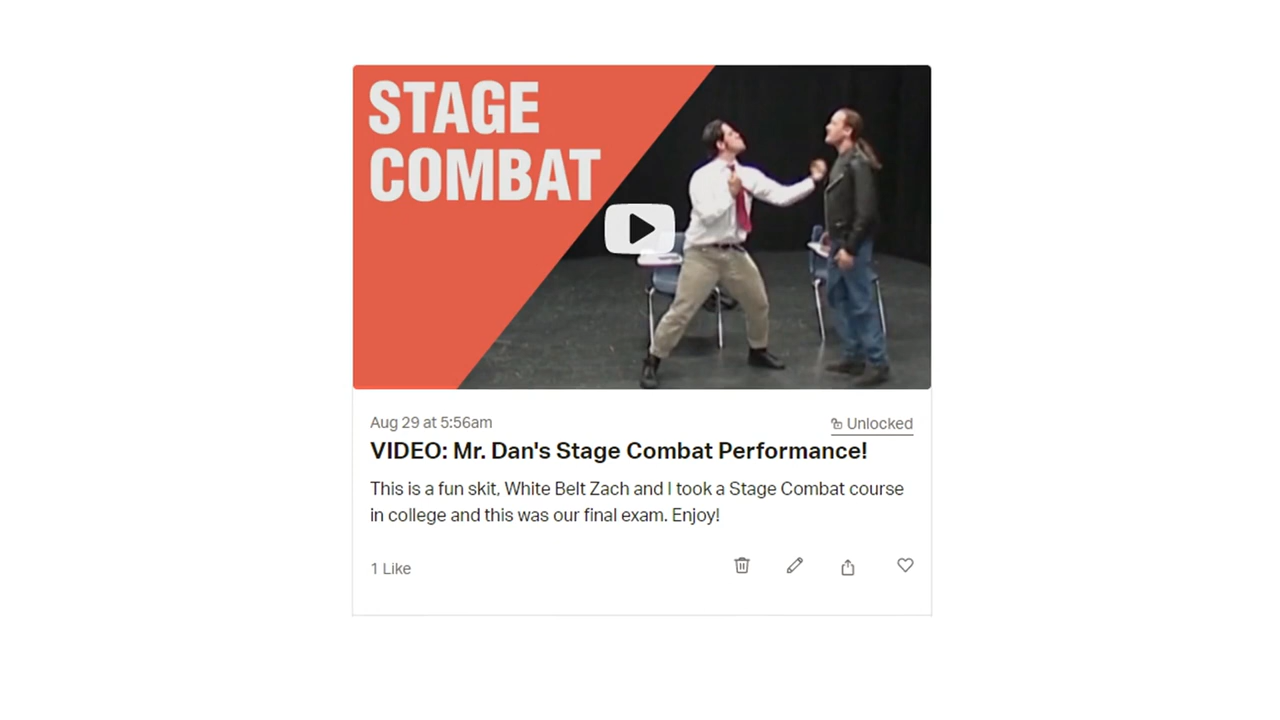 STAGE
COMBAT
Aug 29 at 5:56am
Unlocked
VIDEO: Mr. Dan's Stage Combat Performance!
This is a fun skit, White Belt Zach and I took a Stage Combat course
in college and this was our final exam. Enjoy!
1 Like